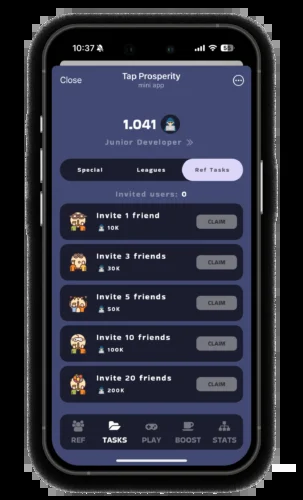 10:37
Close
Tap Prosperity
mini app
1.041
Junior Developer
Special
Leagues
Ref Tasks
Invited users: 0
Invite 1 friend
10K
CLAIM
Invite 3 friends
30K
CLAIM
Invite 5 friends
50K
CLAIM
Invite 10 friends
100K
CLAIM
Invite 20 friends
200K
CLAIM
REF
TASKS
PLAY
BOOST
STATS